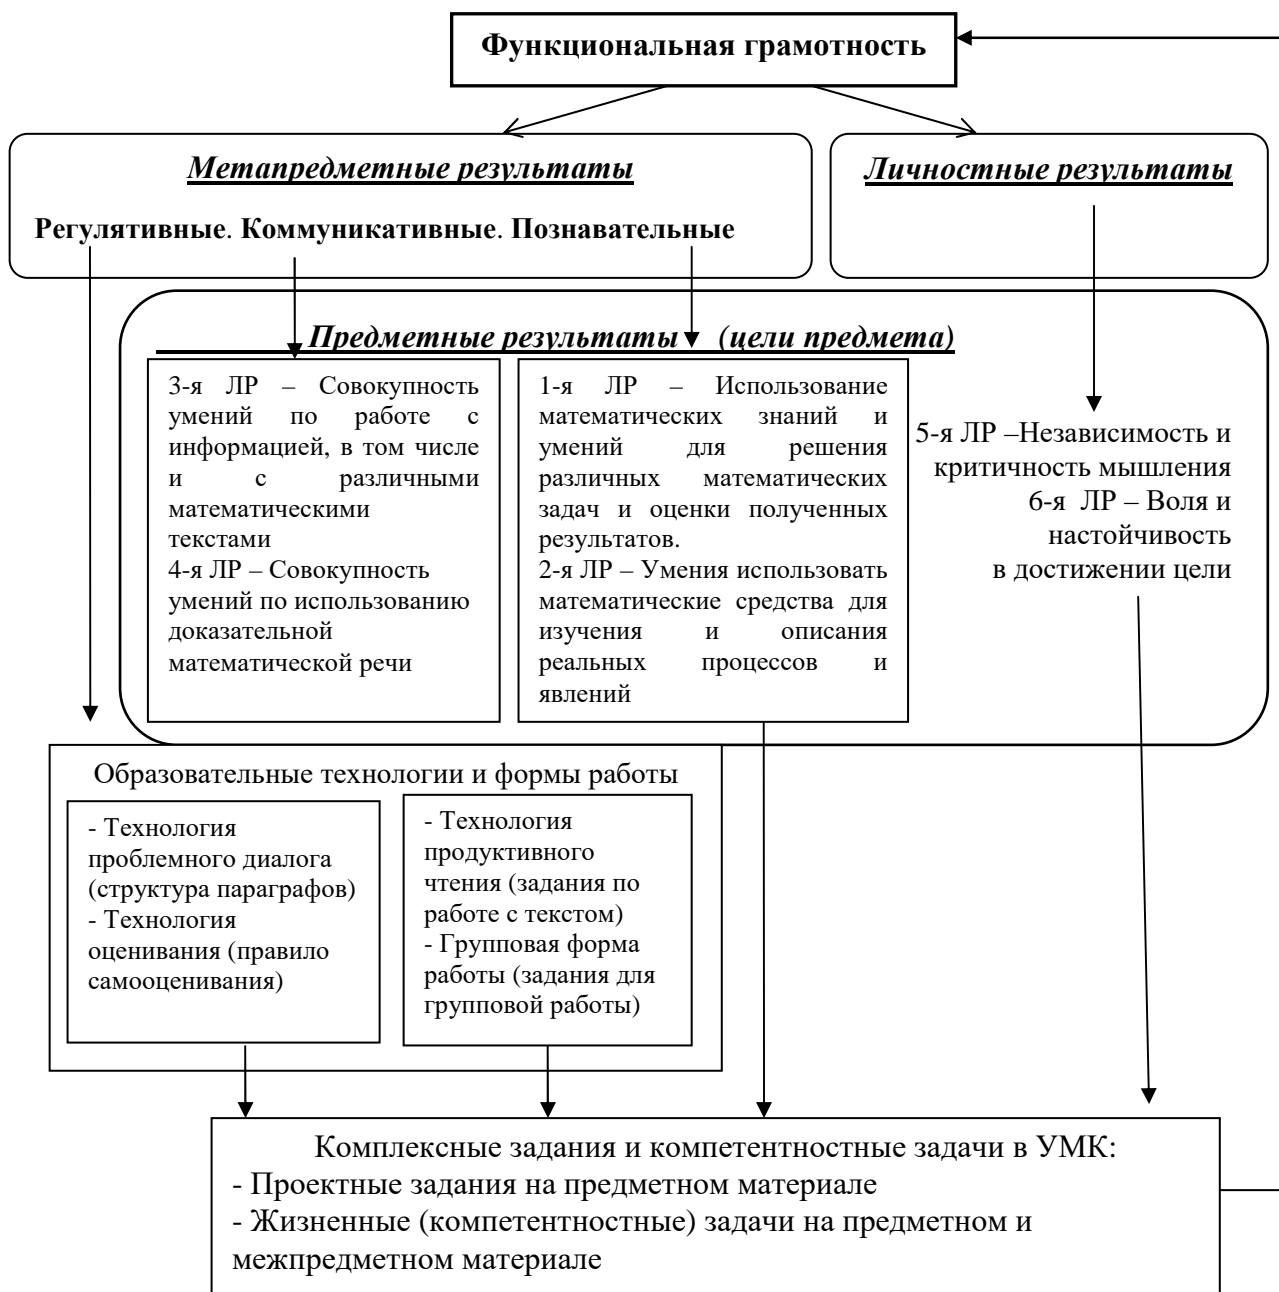 Функциональная грамотность
Метапредметные результаты
Регулятивные. Коммуникативные. Познавательные
Личностные результаты
Предметные результаты (цели предмета)
3-я ЛР – Совокупность
умений по работе с
информацией, в том числе
и с различными
математическими
текстами
4-я ЛР – Совокупность
умений по использованию
доказательной
математической речи
1-я ЛР – Использование
математических знаний и
умений для решения
различных математических
задач и оценки полученных
результатов.
2-я ЛР – Умения использовать
математические средства для
изучения и описания
реальных процессов и
явлений
5-я ЛР –Независимость и
критичность мышления
6-я ЛР – Воля и
настойчивость
в достижении цели
Образовательные технологии и формы работы
- Технология
проблемного диалога
(структура параграфов)
- Технология
оценивания (правило
самооценивания)
- Технология
продуктивного
чтения (задания по
работе с текстом)
- Групповая форма
работы (задания для
групповой работы)
Комплексные задания и компетентностные задачи в УМК:
- Проектные задания на предметном материале
- Жизненные (компетентностные) задачи на предметном и
межпредметном материале